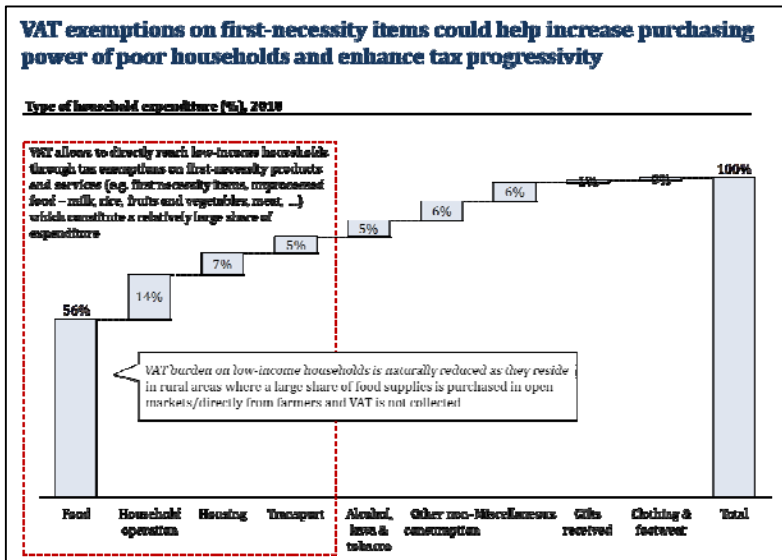 VAT exemptions on first-necessity items could help increase purchasing
power of poor households and enhance tax progressivity
Type of household expenditure (%), 2018
VAT allows to directly reach low-income households
through tax exemptions on first-necessity products
and services (e.g. first necessity items, unprocessed
food – milk, rice, fruits and vegetables, meat, ...)
which constitute a relatively large share of
expenditure
56%
14%
7%
5%
5%
6%
6%
1%
100%
VAT burden on low-income households is naturally reduced as they reside
in rural areas where a large share of food supplies is purchased in open
markets/directly from farmers and VAT is not collected
Food
Household
operation
Housing
Transport
Alcohol,
kava &
tobacco
Other non-
consumption
Miscellaneous
Gifts
received
Clothing &
footwear
Total